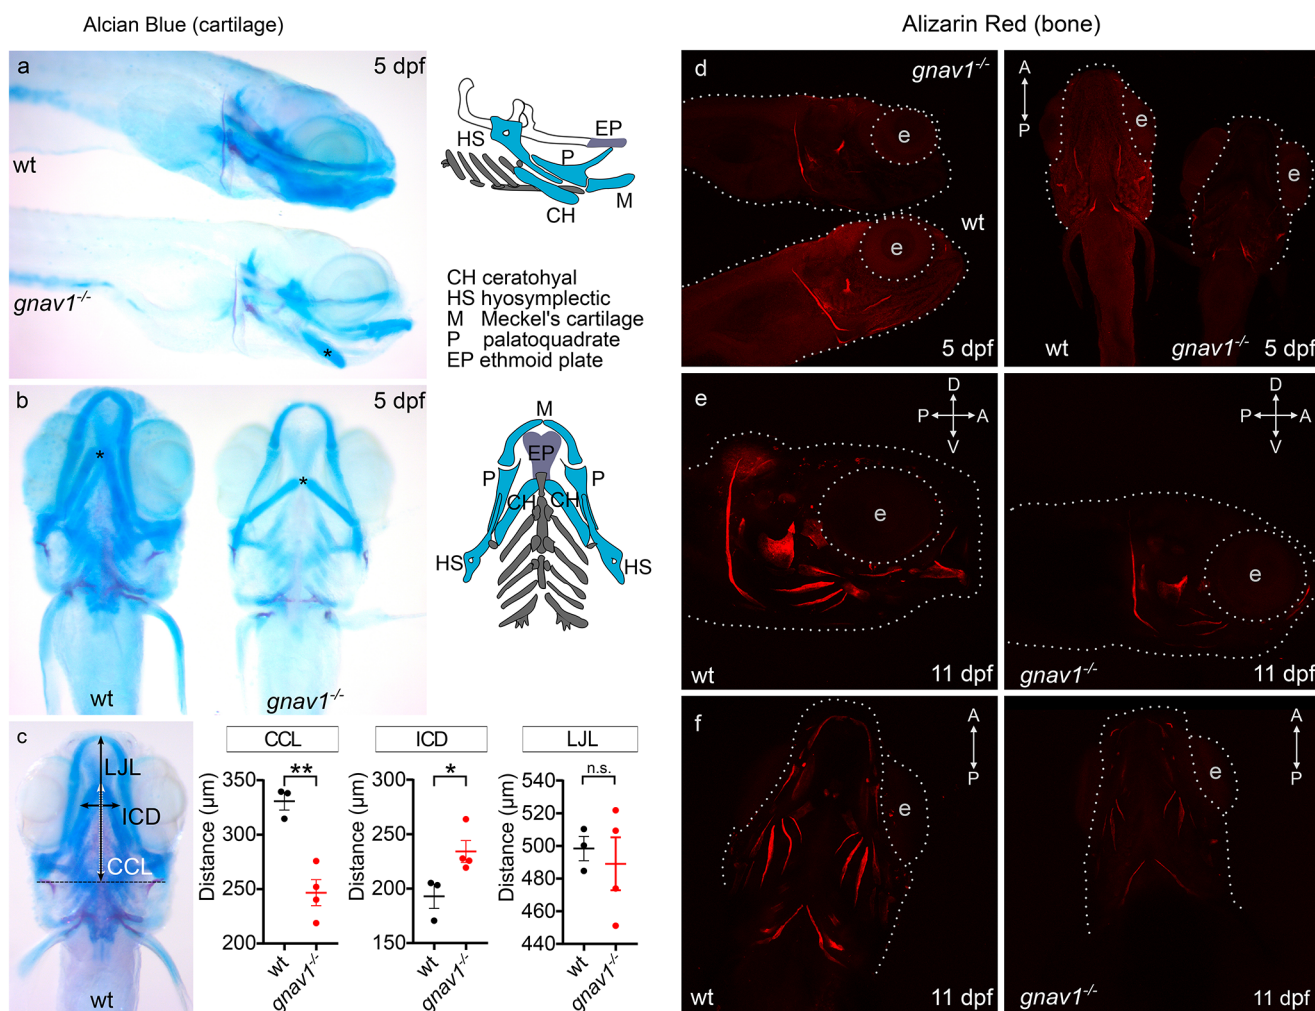 Alcian Blue (cartilage)
Alizarin Red (bone)
a
5 dpf
wt
gnav1-/-
*
HS
EP
P
CH
M
CH ceratohyal
HS hyosymplectic
M Meckel's cartilage
P palatoquadrate
EP ethmoid plate
b
5 dpf
*
*
wt
gnav1-/-
M
EP
P
P
CH
CH
HS
HS
c
LJL
ICD
CCL
wt
CCL
**
Distance (µm)
350
300
250
200
wt
gnav1-/-
ICD
*
Distance (µm)
300
250
200
150
wt
gnav1-/-
LJL
n.s.
Distance (µm)
540
520
500
480
460
440
wt
gnav1-/-
d
gnav1-/-
e
wt
e
5 dpf
A
P
e
e
wt
gnav1-/-
5 dpf
e
D
P A
V
e
wt
11 dpf
D
P A
V
e
gnav1-/-
11 dpf
f
A
P
e
wt
11 dpf
A
P
e
gnav1-/-
11 dpf